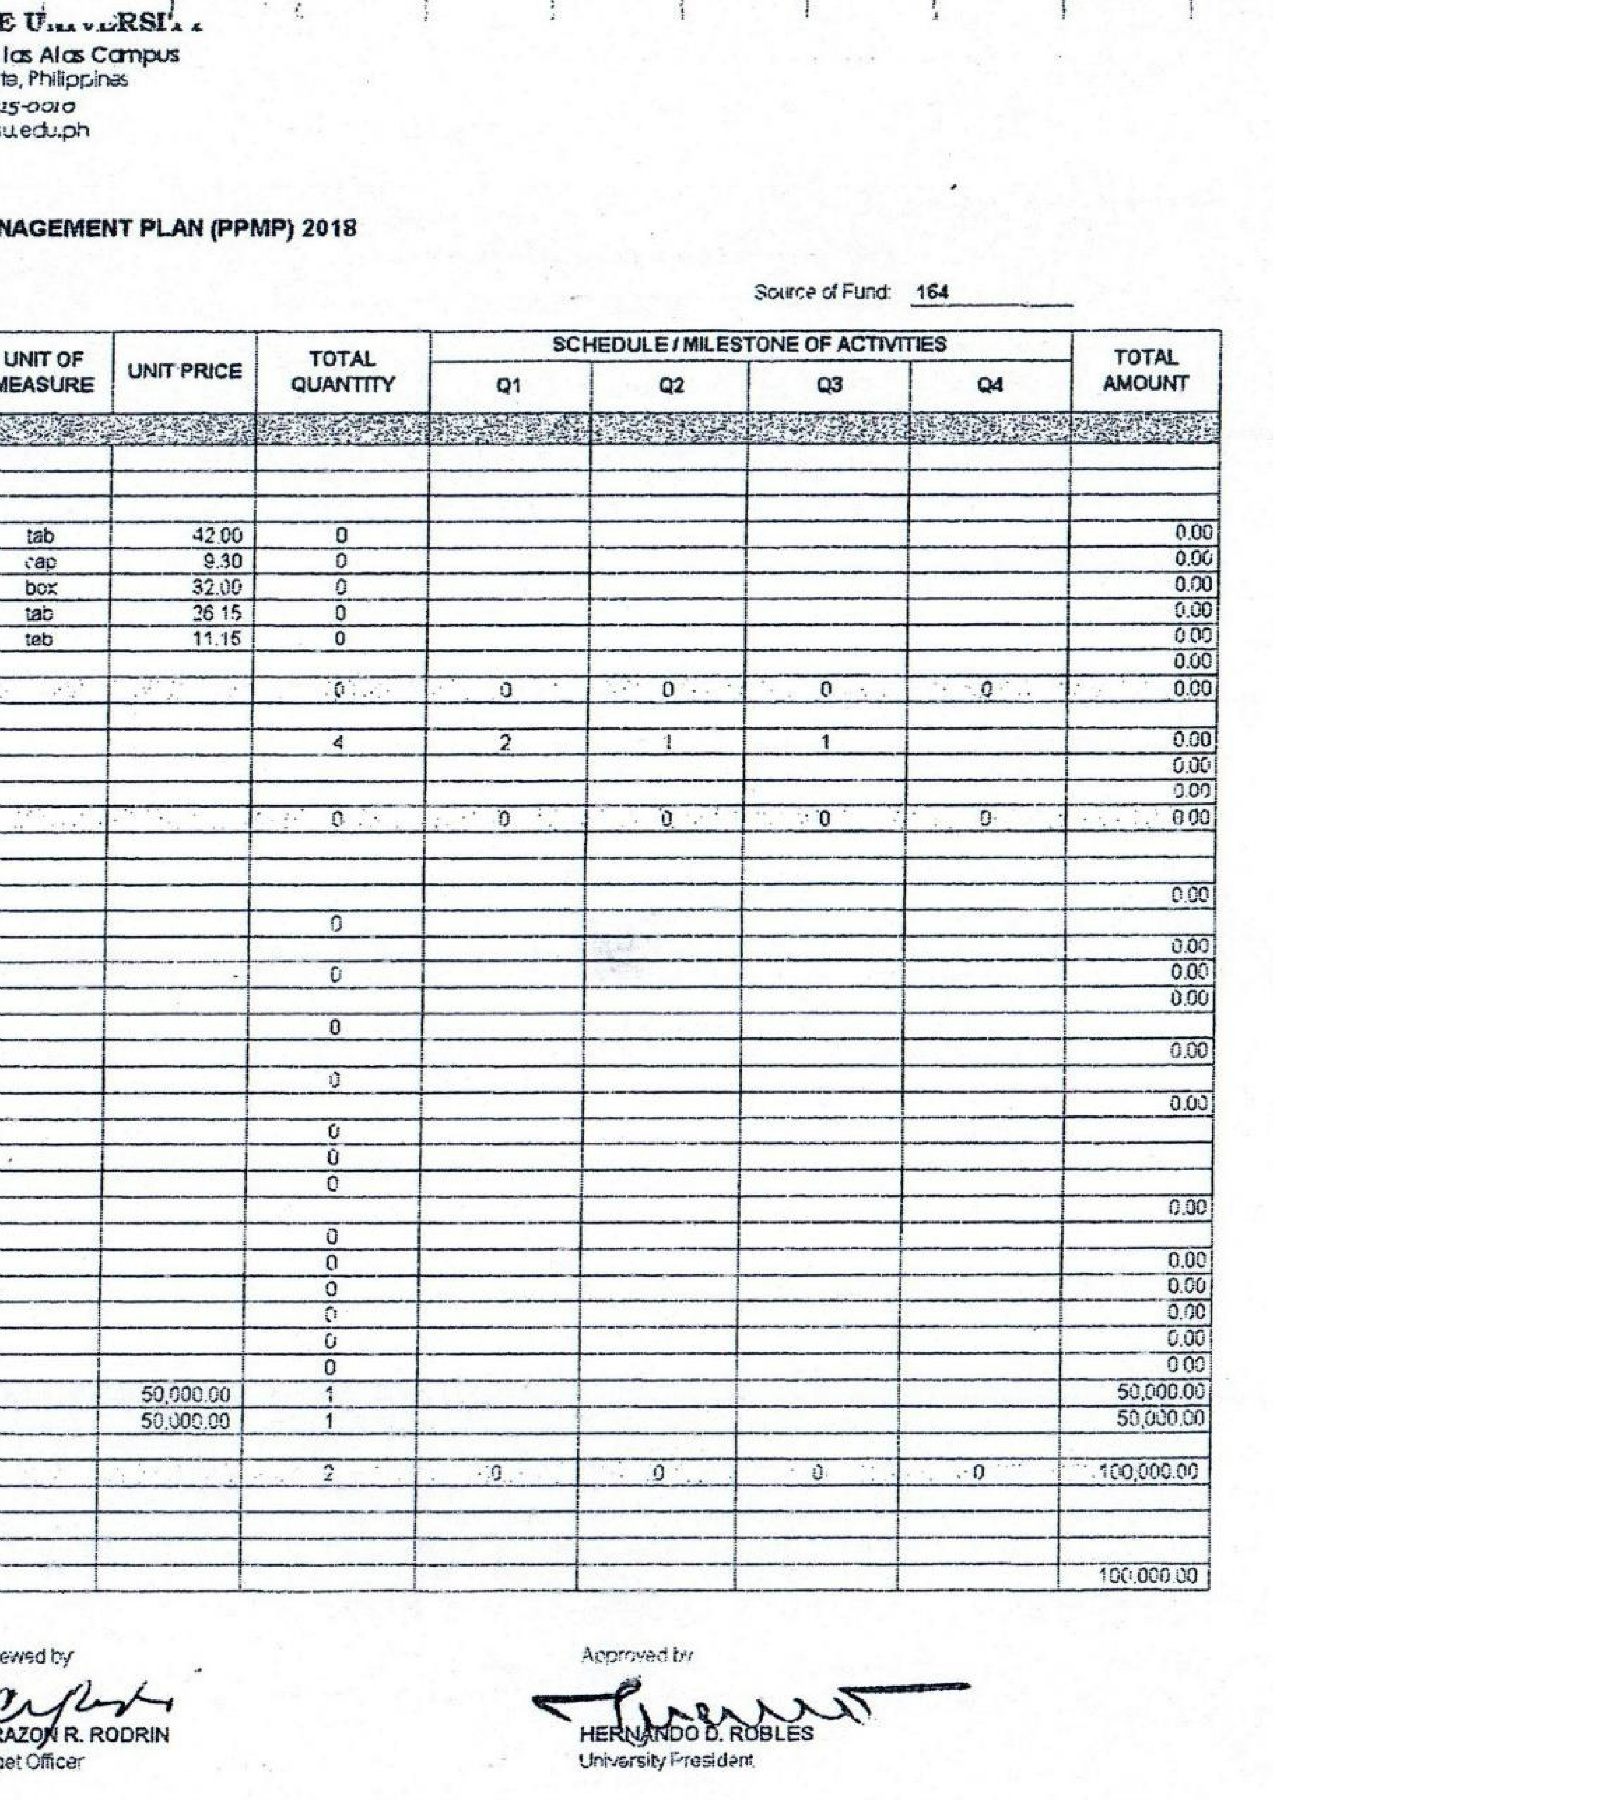 las Alas Campus
te, Philippines
u.edu.ph
NAGEMENT PLAN (PPMP) 2018
Source of Fund: 164
UNIT OF MEASURE UNIT PRICE TOTAL QUANTITY SCHEDULE / MILESTONE OF ACTIVITIES TOTAL AMOUNT
Q1 Q2 Q3 Q4
tab 42.00 0 0.00
cap 9.30 0 0.00
box 32.00 0 0.00
tab 26.15 0 0.00
tab 11.15 0 0.00
0.00
0 0 0 0 0 0.00
4 2 1 1 0.00
0.00
0.00
0 0 0 0 0 0.00
0.00
0
0.00
- 0 0.00
0.00
0
0.00
0
0.00
0
0
0
0.00
0
0 0.00
0 0.00
0 0.00
0 0.00
0 0.00
50,000.00 1 50,000.00
50,000.00 1 50,000.00
2 0 0 0 0 100,000.00
100,000.00
ewed by Approved by
RAZON R. RODRIN HERNANDO D. ROBLES
get Officer University President